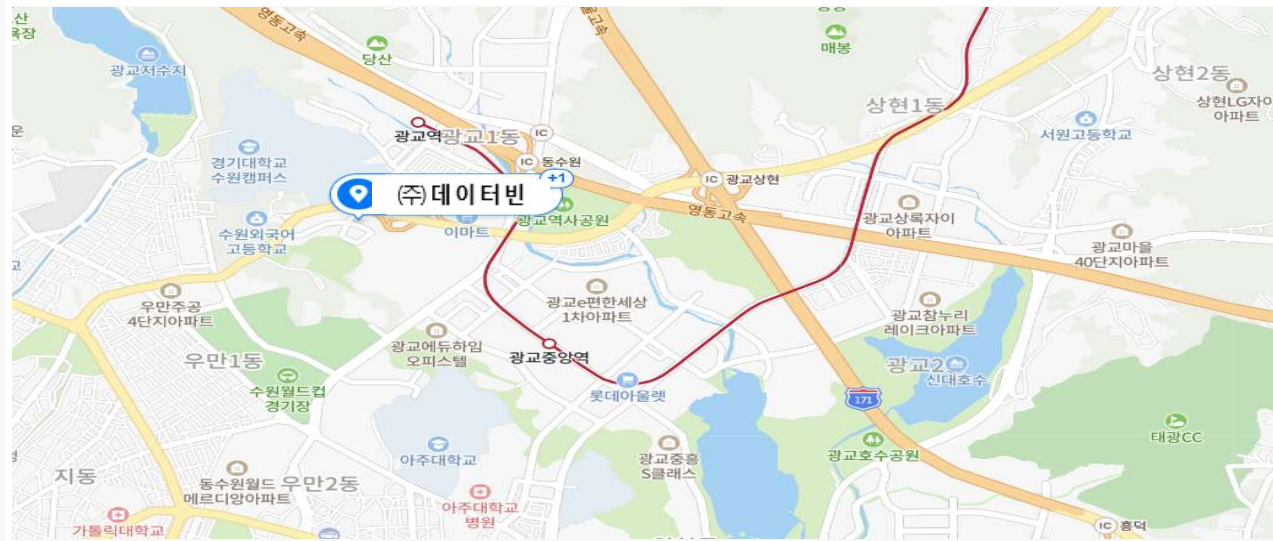 영동고속
당산
매봉
광교저수지
상현2동
상현LG자이
아파트
상현1동
서원고등학교
광교역
광교1동
IC 동수원
경기대학교
수원캠퍼스
+1
㈜데이터빈
IC 광교상현
영동고속
광교역사공원
이마트
수원외국어
고등학교
광교상록자이
아파트
광교마을
40단지아파트
우만주공
4단지아파트
광교e편한세상
1차아파트
광교참누리
레이크아파트
광교에듀하임
오피스텔
광교중앙역
우만1동
광교2
신대호수
수원월드컵
경기장
롯데아울렛
171
태광CC
아주대학교
광교중흥
S클래스
광교호수공원
지동
동수원월드
메르디앙아파트
우만2동
아주대학교
병원
가톨릭대학교
IC 흥덕